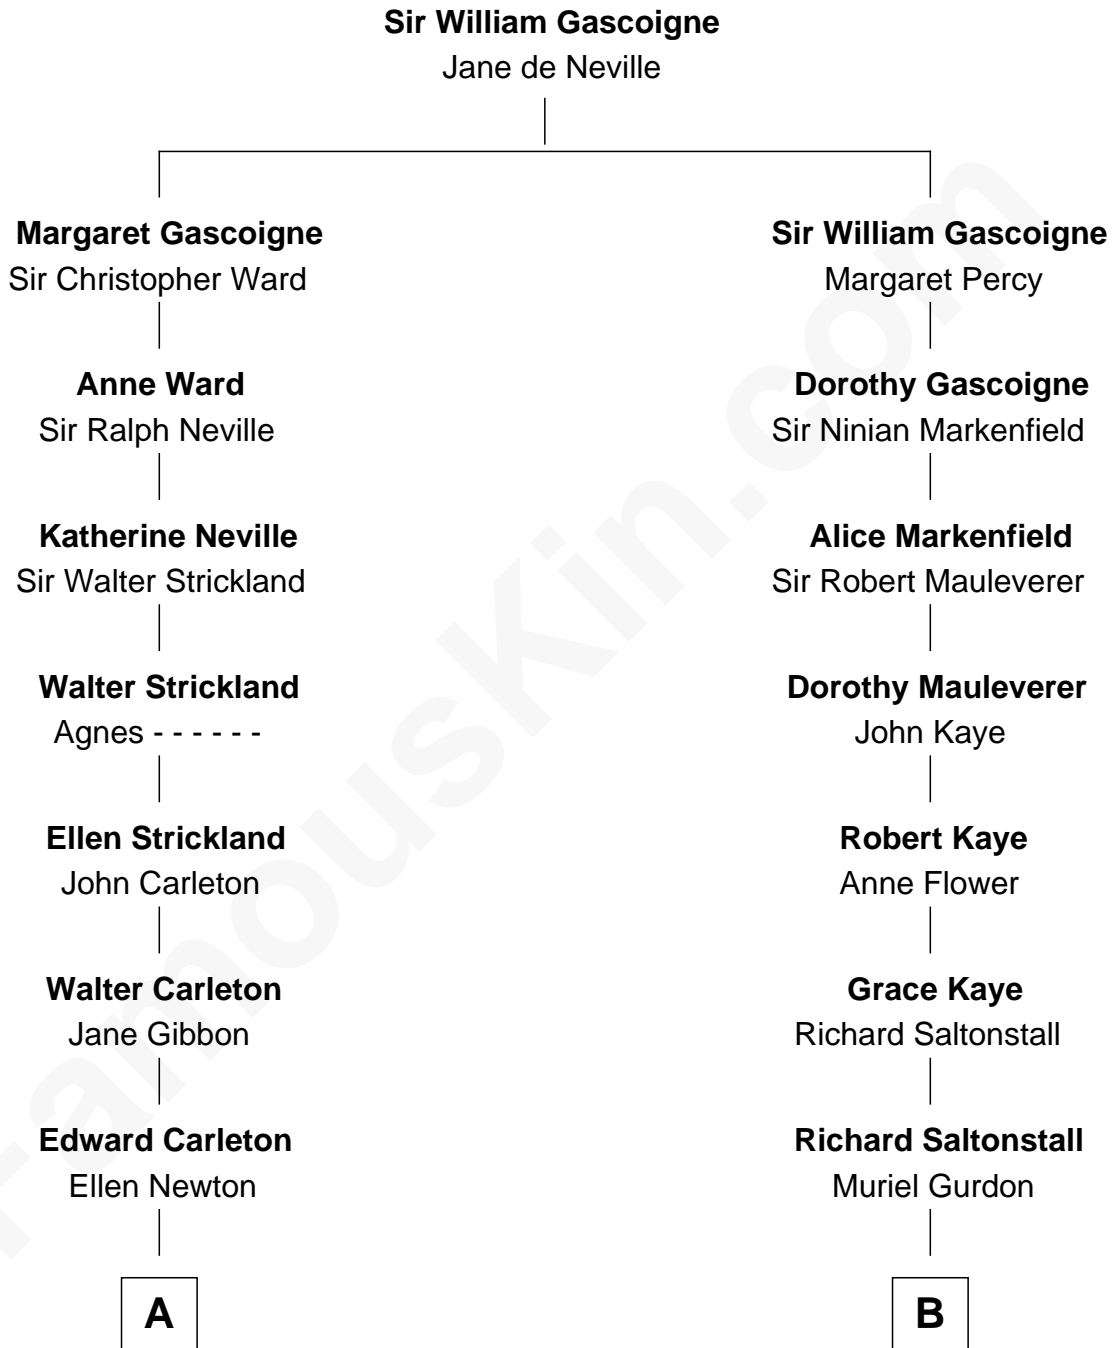 Sir William Gascoigne
Jane de Neville
Margaret Gascoigne
Sir Christopher Ward
Sir William Gascoigne
Margaret Percy
Anne Ward
Sir Ralph Neville
Dorothy Gascoigne
Sir Ninian Markenfield
Katherine Neville
Sir Walter Strickland
Alice Markenfield
Sir Robert Mauleverer
Walter Strickland
Agnes - - - - - -
Dorothy Mauleverer
John Kaye
Ellen Strickland
John Carleton
Robert Kaye
Anne Flower
Walter Carleton
Jane Gibbon
Grace Kaye
Richard Saltonstall
Edward Carleton
Ellen Newton
Richard Saltonstall
Muriel Gurdon
A
B
FamousKin.com